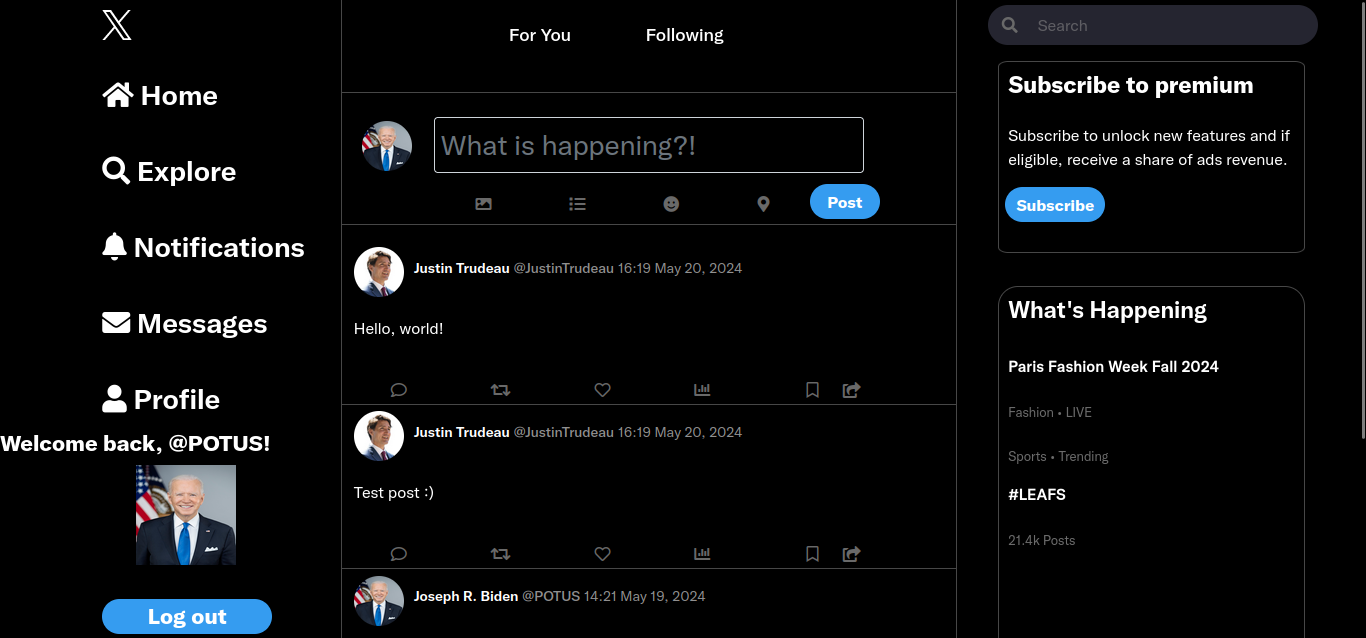 Home
Explore
Notifications
Messages
Profile
Welcome back, @POTUS!
Log out
For You Following
What is happening?!
Post
Justin Trudeau @JustinTrudeau 16:19 May 20, 2024
Hello, world!
Justin Trudeau @JustinTrudeau 16:19 May 20, 2024
Test post :)
Joseph R. Biden @POTUS 14:21 May 19, 2024
Search
Subscribe to premium
Subscribe to unlock new features and if
eligible, receive a share of ads revenue.
Subscribe
What's Happening
Paris Fashion Week Fall 2024
Fashion • LIVE
Sports • Trending
#LEAFS
21.4k Posts